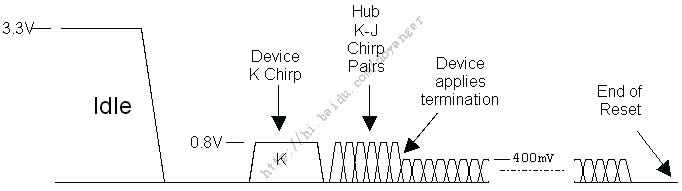 3.3V
Idle
Device
K Chirp
Hub
K-J
Chirp
Pairs
Device
applies
termination
End of
Reset
0.8V
K
400mV